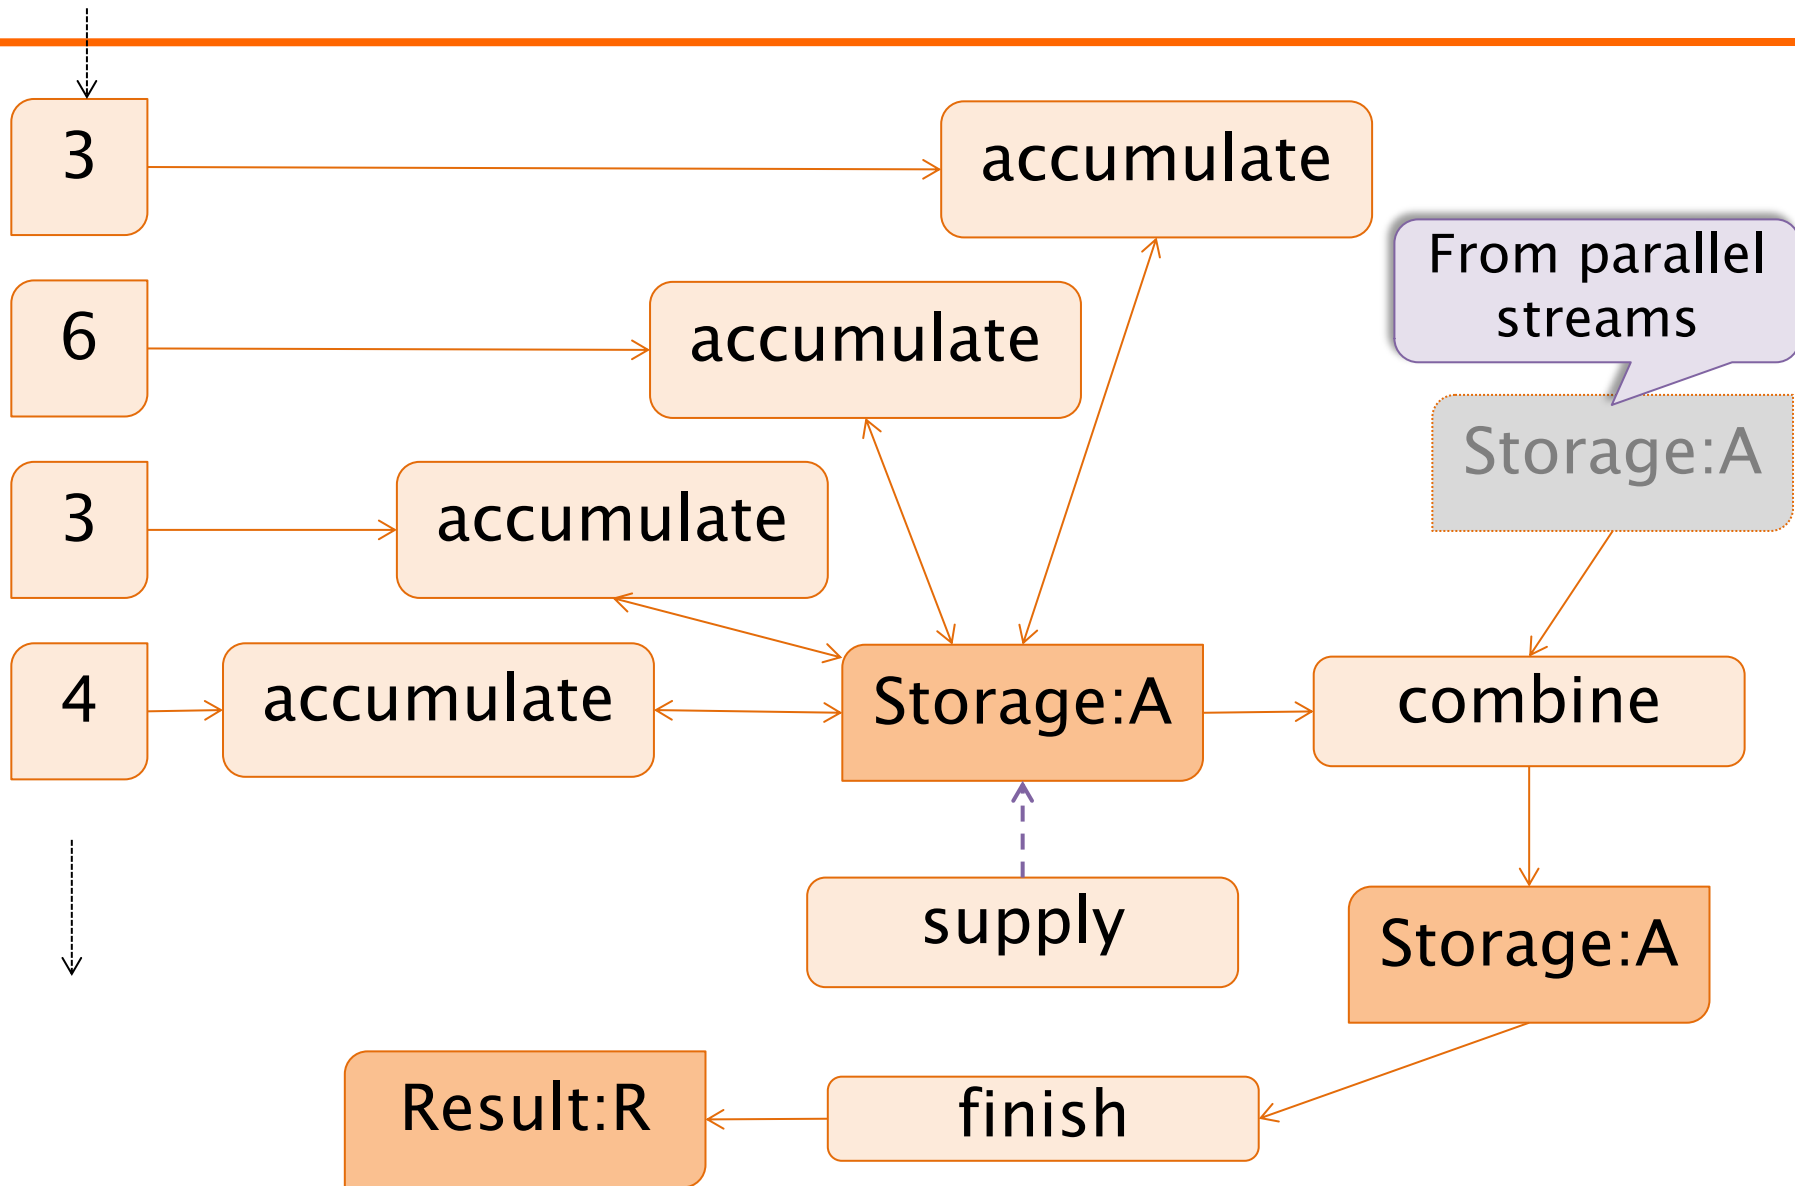 3
accumulate
From parallel
streams
6
accumulate
Storage:A
3
accumulate
4
accumulate
Storage:A
combine
supply
Storage:A
Result:R
finish